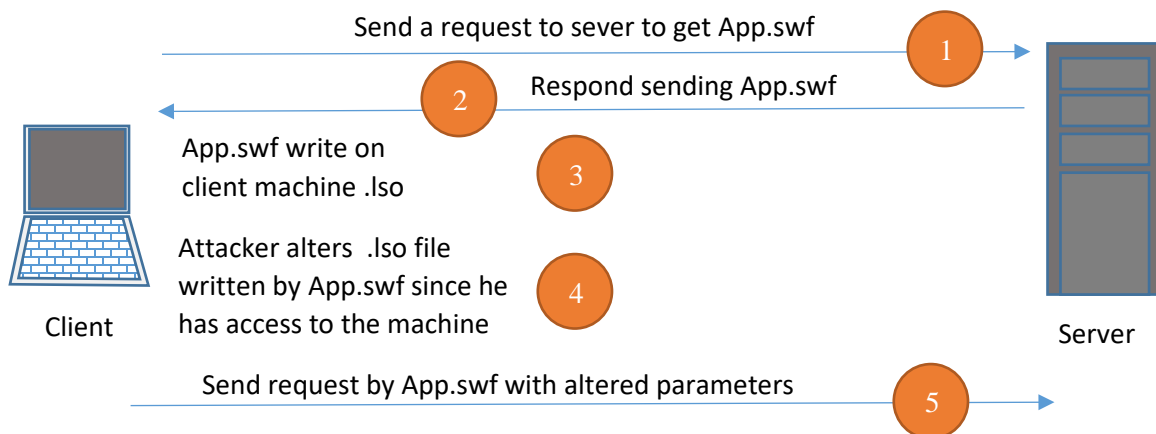 Send a request to sever to get App.swf
1
Respond sending App.swf
2
App.swf write on
client machine .lso
3
Attacker alters .lso file
written by App.swf since he
has access to the machine
4
Client
Server
Send request by App.swf with altered parameters
5